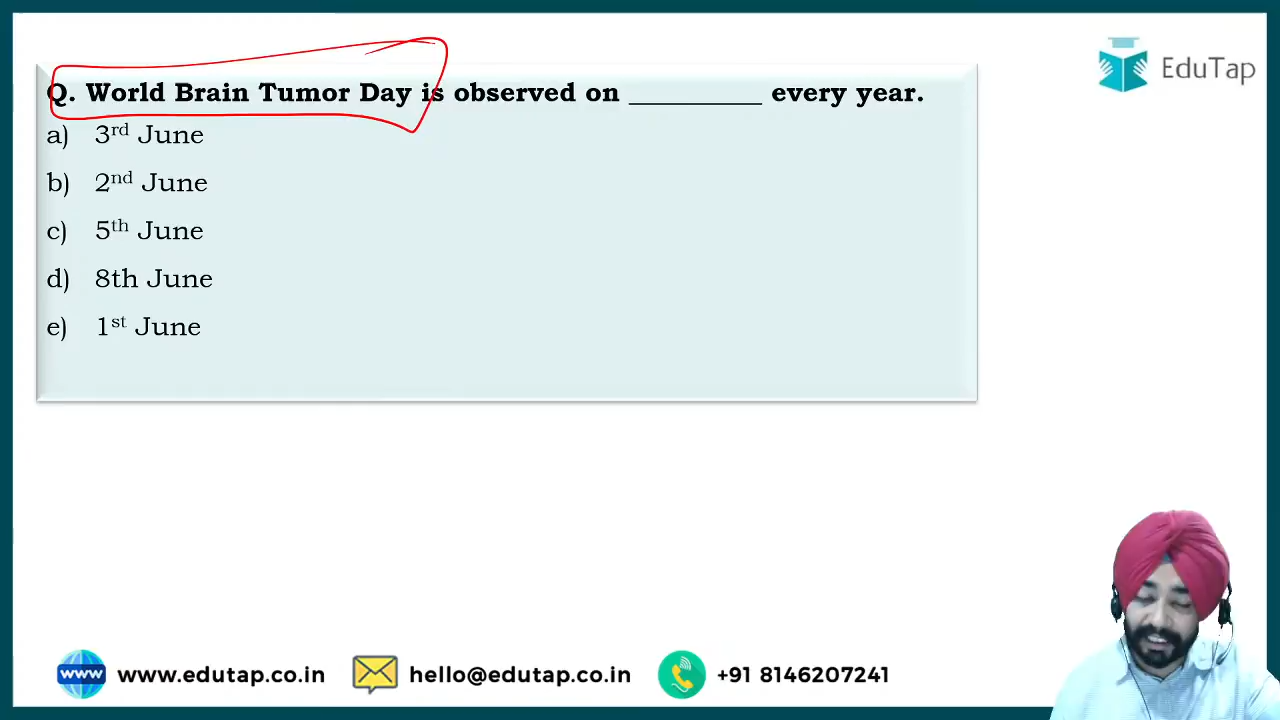 EduTap
Q. World Brain Tumor Day is observed on __________ every year.
a) 3rd June
b) 2nd June
c) 5th June
d) 8th June
e) 1st June
www www.edutap.co.in hello@edutap.co.in +91 8146207241